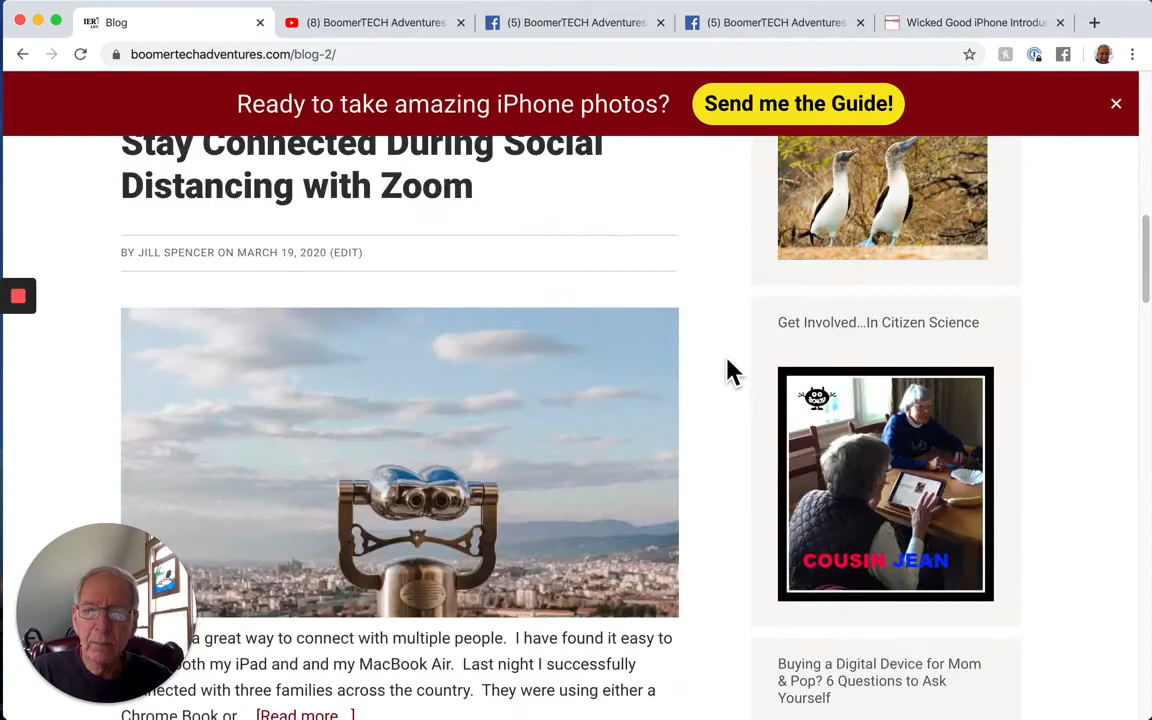 Blog
(8) BoomerTECH Adventures
(5) BoomerTECH Adventures
(5) BoomerTECH Adventures
Wicked Good iPhone Introduc
boomertechadventures.com/blog-2/
Ready to take amazing iPhone photos?
Send me the Guide!
Stay Connected During Social
Distancing with Zoom
BY JILL SPENCER ON MARCH 19, 2020 (EDIT)
a great way to connect with multiple people. I have found it easy to
both my iPad and and my MacBook Air. Last night I successfully
connected with three families across the country. They were using either a
Chrome Book or... [Read more...]
Get Involved...In Citizen Science
COUSIN JEAN
Buying a Digital Device for Mom
& Pop? 6 Questions to Ask
Yourself